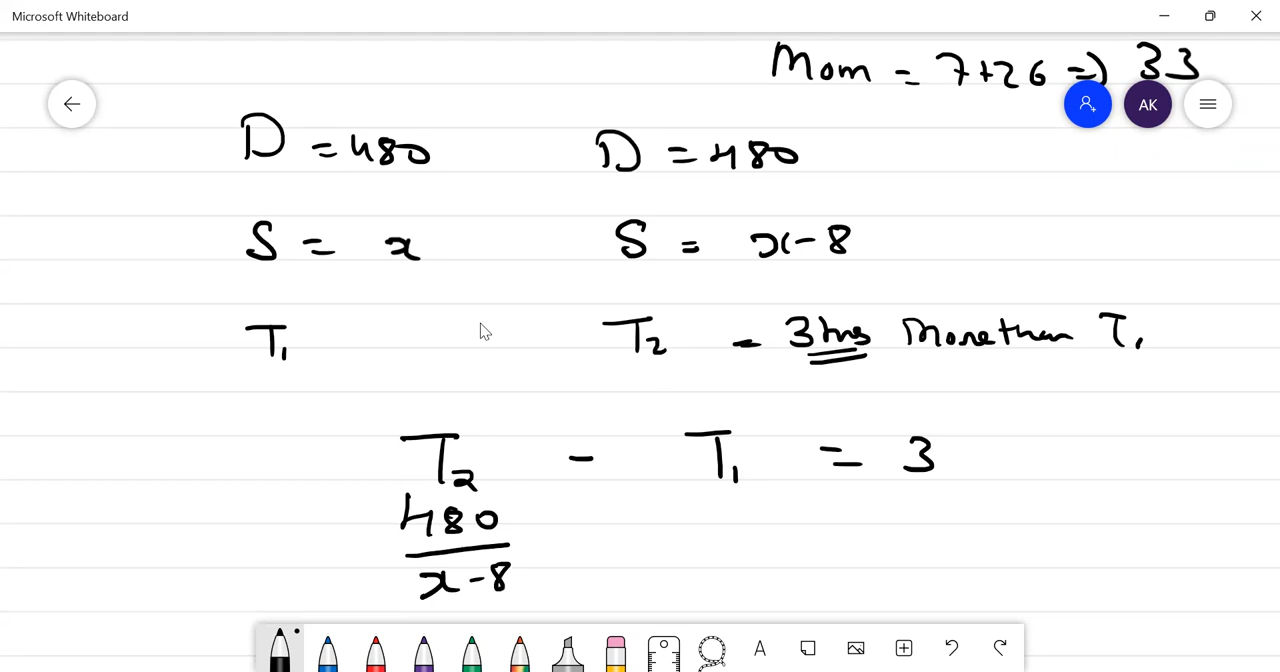 Microsoft Whiteboard
Mom = 7+26 => 33
AK
D = 480 D = 480
S = x S = x-8
T1 T2 = 3hrs More than T1
T2 - T1 = 3
480
x-8
A